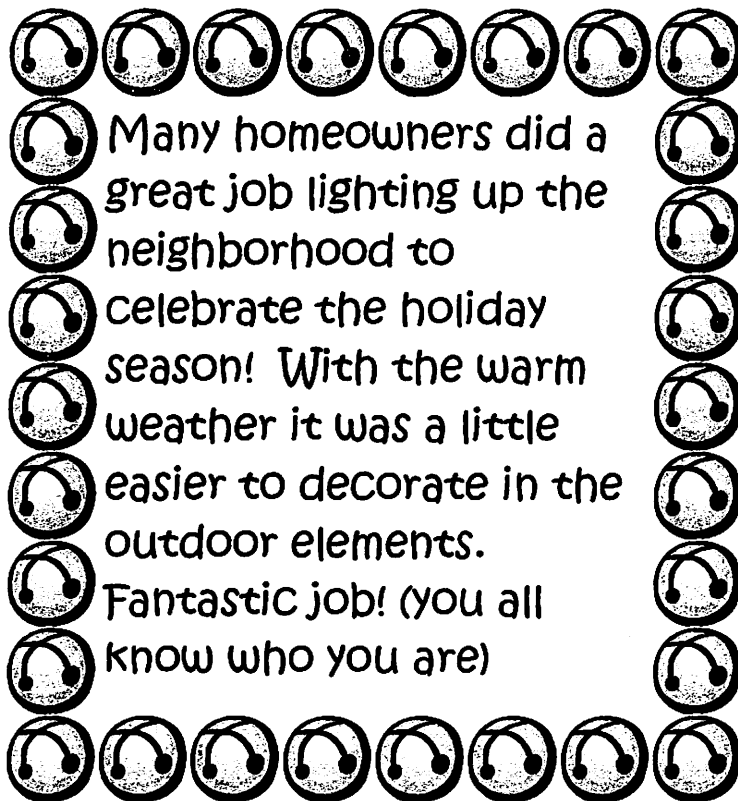 Many homeowners did a
great job lighting up the
neighborhood to
celebrate the holiday
season!  With the warm
weather it was a little
easier to decorate in the
outdoor elements.
Fantastic job! (you all
know who you are)